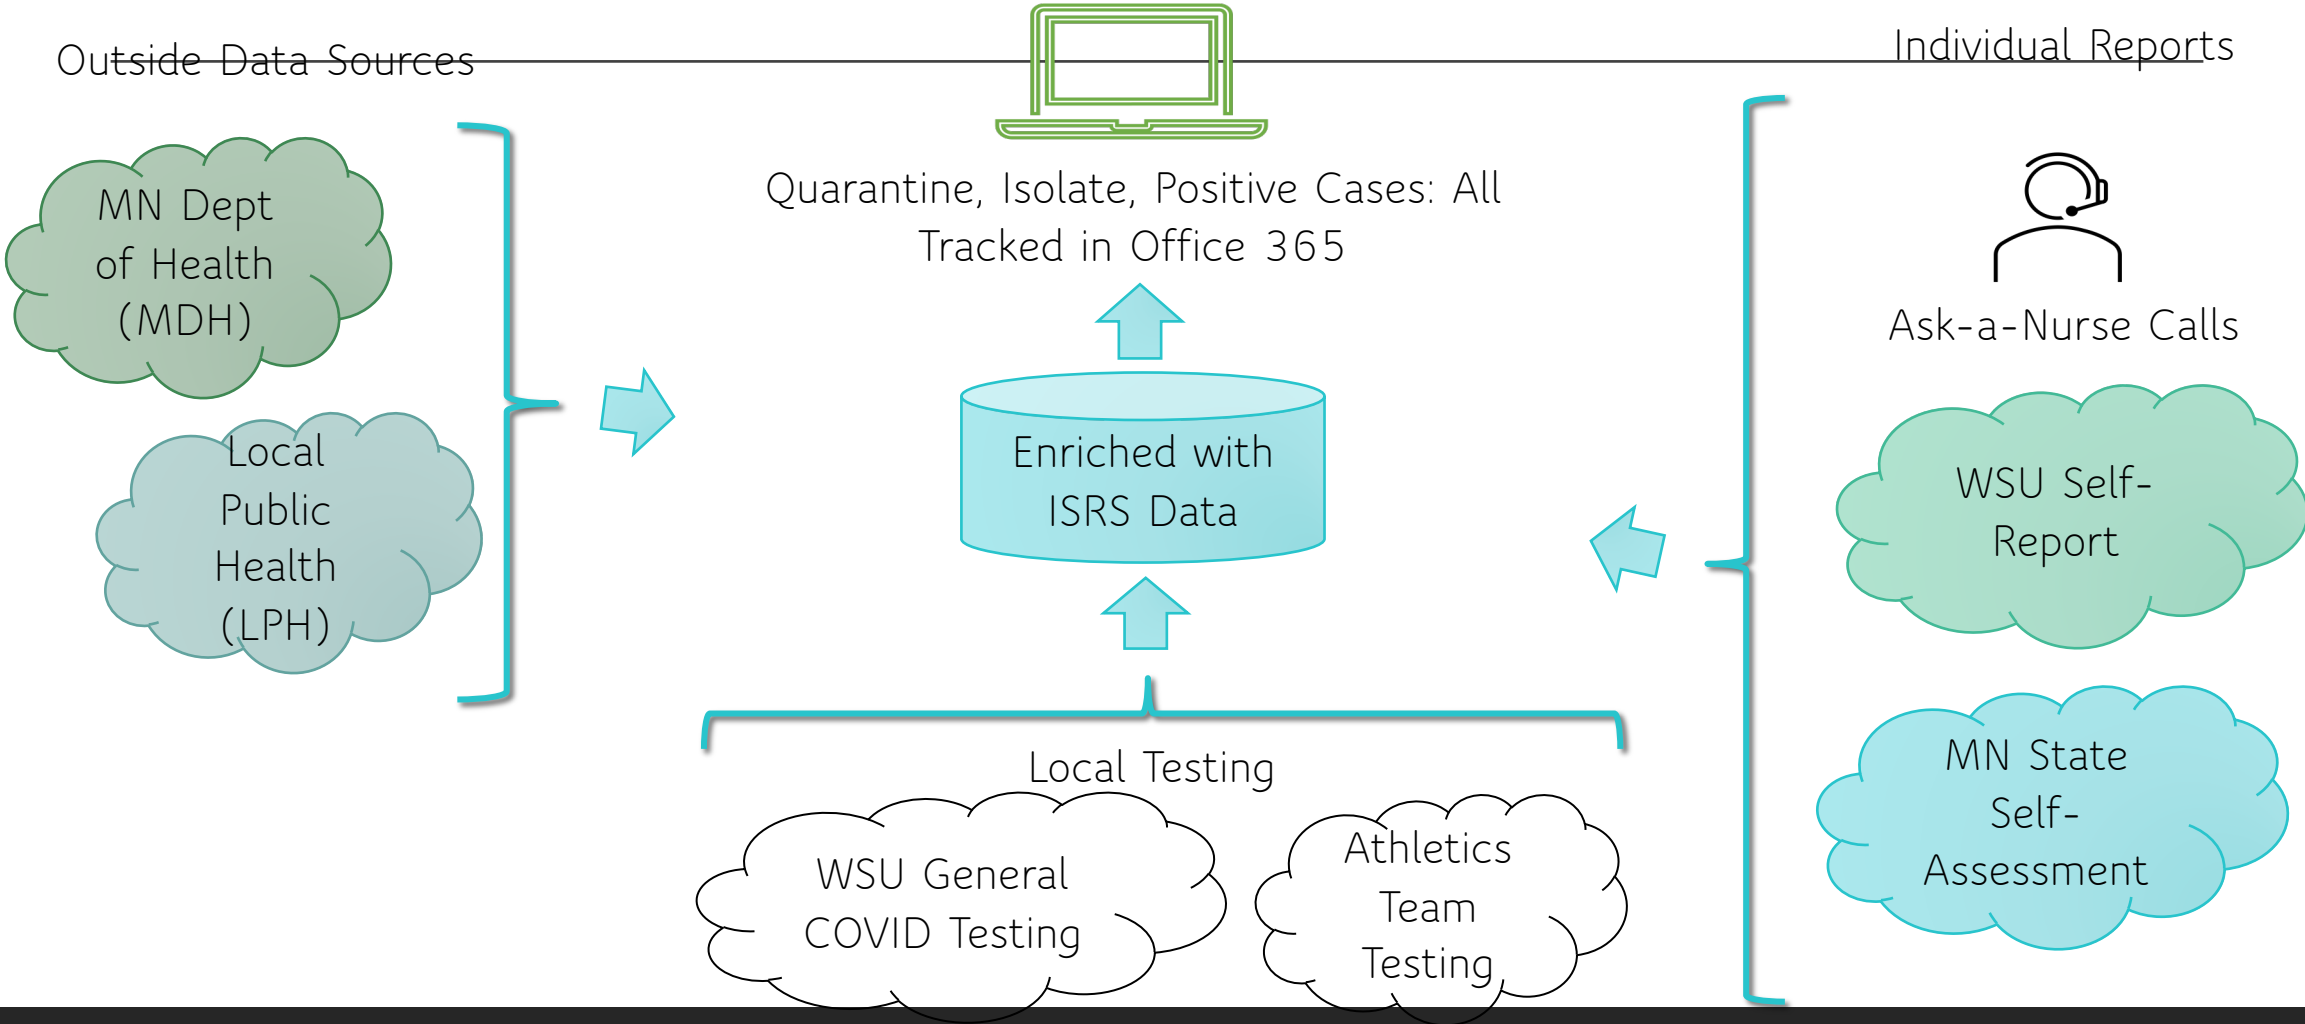 Outside Data Sources
MN Dept
of Health
(MDH)
Local
Public
Health
(LPH)
Quarantine, Isolate, Positive Cases: All
Tracked in Office 365
Enriched with
ISRS Data
Local Testing
WSU General
COVID Testing
Athletics
Team
Testing
Individual Reports
Ask-a-Nurse Calls
WSU Self-
Report
MN State
Self-
Assessment